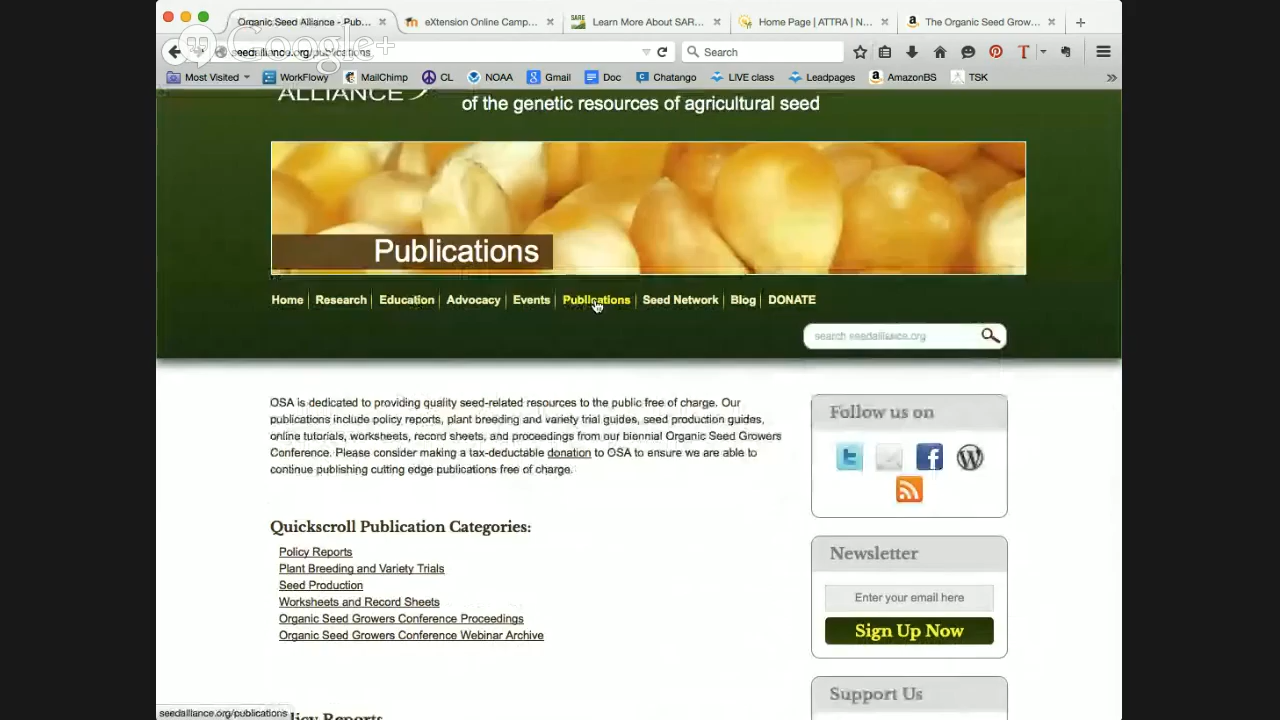 Organic Seed Alliance - Pub... eXtension Online Camp... Learn More About SAR... Home Page | ATTRA | N... The Organic Seed Grow...
Google+
seedalliance.org/publications Search
Most Visited WorkFlowy MailChimp CL NOAA Gmail Doc Chatango LIVE class Leadpages AmazonBS TSK
ALLIANCE
of the genetic resources of agricultural seed
Publications
Home Research Education Advocacy Events Publications Seed Network Blog DONATE
search seedalliance.org
OSA is dedicated to providing quality seed-related resources to the public free of charge. Our
publications include policy reports, plant breeding and variety trial guides, seed production guides,
online tutorials, worksheets, record sheets, and proceedings from our biennial Organic Seed Growers
Conference. Please consider making a tax-deductible donation to OSA to ensure we are able to
continue publishing cutting edge publications free of charge.
Quickscroll Publication Categories:
Policy Reports
Plant Breeding and Variety Trials
Seed Production
Worksheets and Record Sheets
Organic Seed Growers Conference Proceedings
Organic Seed Growers Conference Webinar Archive
Follow us on
Newsletter
Enter your email here
Sign Up Now
Support Us
seedalliance.org/publications
Policy Reports